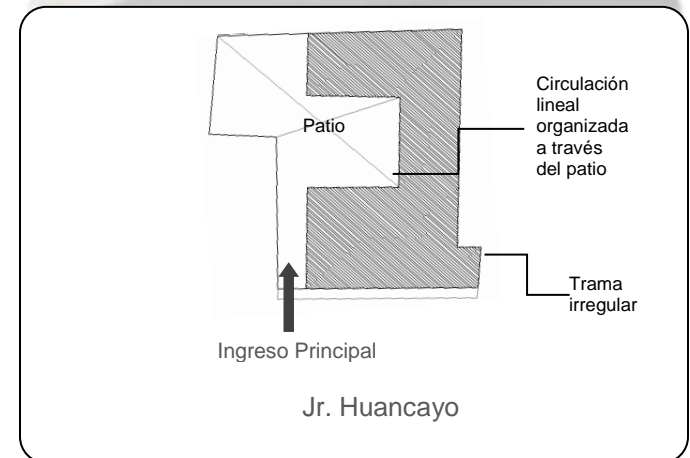 Circulación
lineal
organizada
a través
del patio
Patio
Trama
irregular
Ingreso Principal
Jr. Huancayo